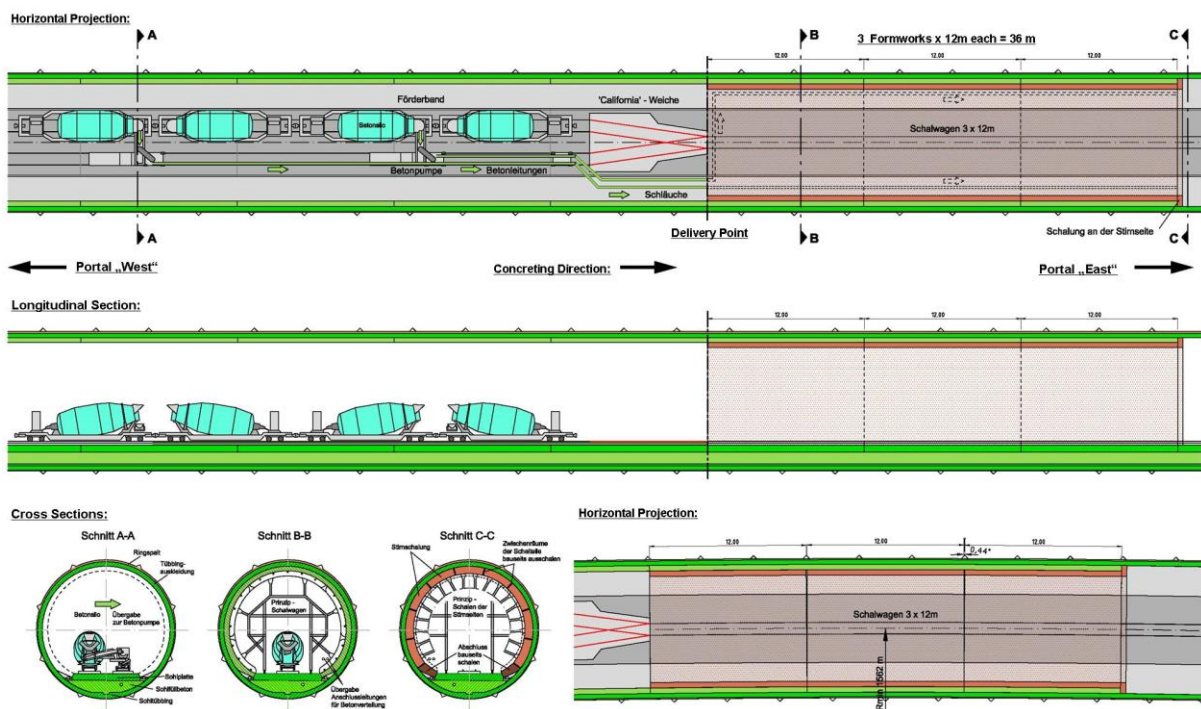 Horizontal Projection:
A
B
3 Formworks x 12m each = 36 m
C
12.00
12.00
12.00
Förderband
'California' - Weiche
Betonsilo
Schalwagen 3 x 12m
Betonpumpe
Betonleitungen
Schläuche
A
Delivery Point
B
Schalung an der Stirnseite
C
Portal „West"
Concreting Direction:
Portal „East"
Longitudinal Section:
12.00
12.00
12.00
Cross Sections:
Schnitt A-A
Ringspalt
Tübbing-
auskleidung
Betonsilo
Übergabe
zur Betonpumpe
Sohlplatte
Sohlfüllbeton
Sohltübbing
Schnitt B-B
Prinzip -
Schalwagen
Übergabe
Anschlussleitungen
für Betonverteilung
Schnitt C-C
Stirnschalung
Zwischenräume
der Schalteile
bauseits ausschalen
Prinzip -
Schalen der
Stirnseiten
Abschluss
bauseits
schalen
Horizontal Projection:
12.00
12.00
12.00
0.44°
Schalwagen 3 x 12m
Rmin 1562 m